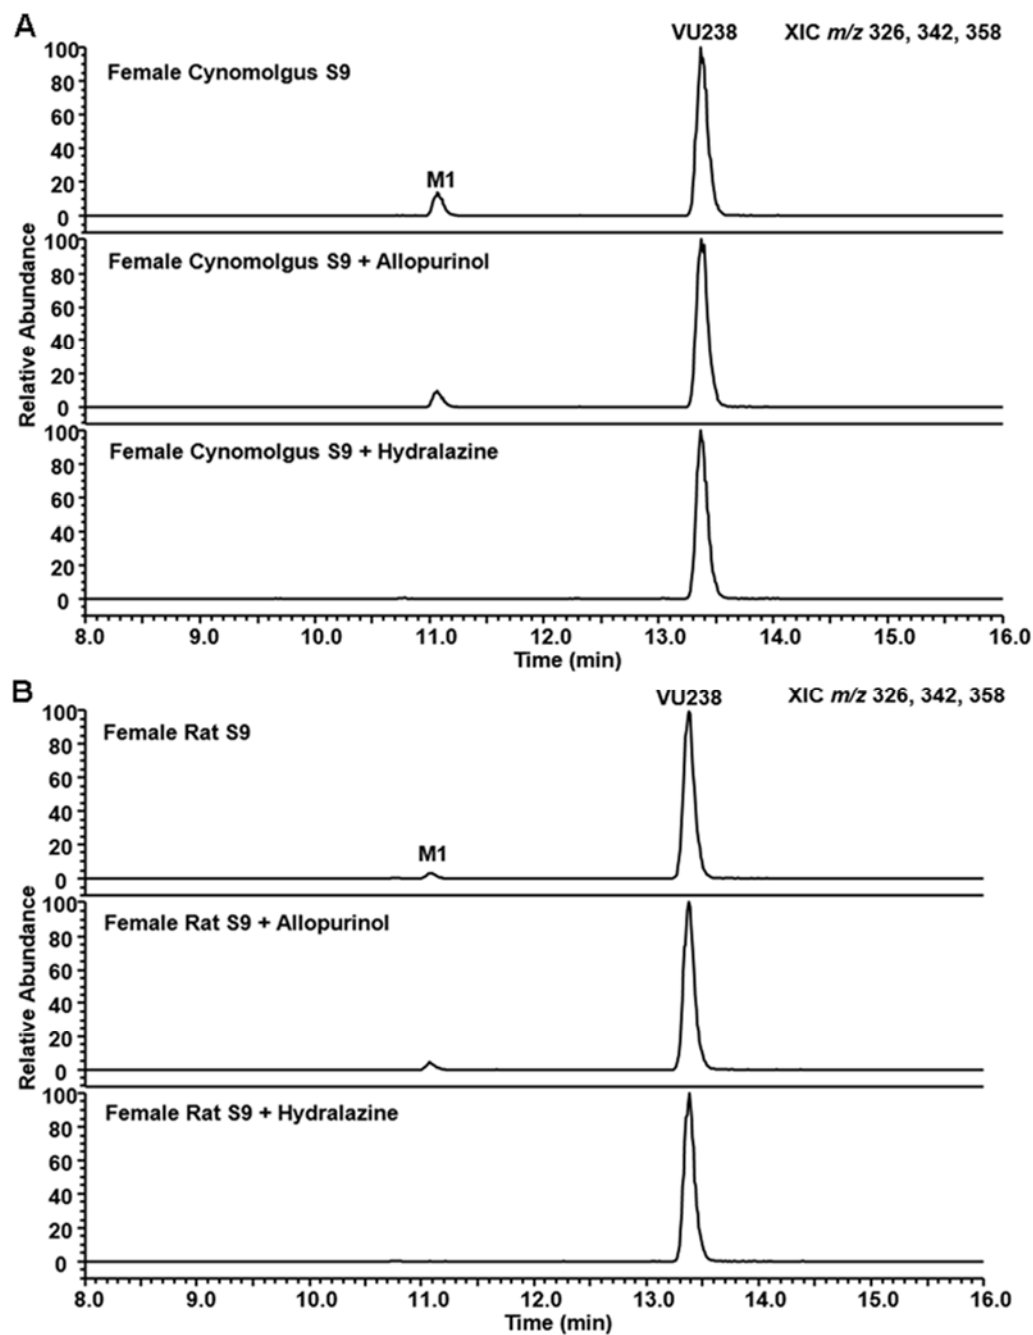 A
VU238 XIC m/z 326, 342, 358
Female Cynomolgus S9
M1
100
80
60
40
20
0
Female Cynomolgus S9 + Allopurinol
100
80
60
40
20
0
Relative Abundance
Female Cynomolgus S9 + Hydralazine
100
80
60
40
20
0
8.0 9.0 10.0 11.0 12.0 13.0 14.0 15.0 16.0
Time (min)
B
VU238 XIC m/z 326, 342, 358
Female Rat S9
M1
100
80
60
40
20
0
Female Rat S9 + Allopurinol
100
80
60
40
20
0
Relative Abundance
Female Rat S9 + Hydralazine
100
80
60
40
20
0
8.0 9.0 10.0 11.0 12.0 13.0 14.0 15.0 16.0
Time (min)